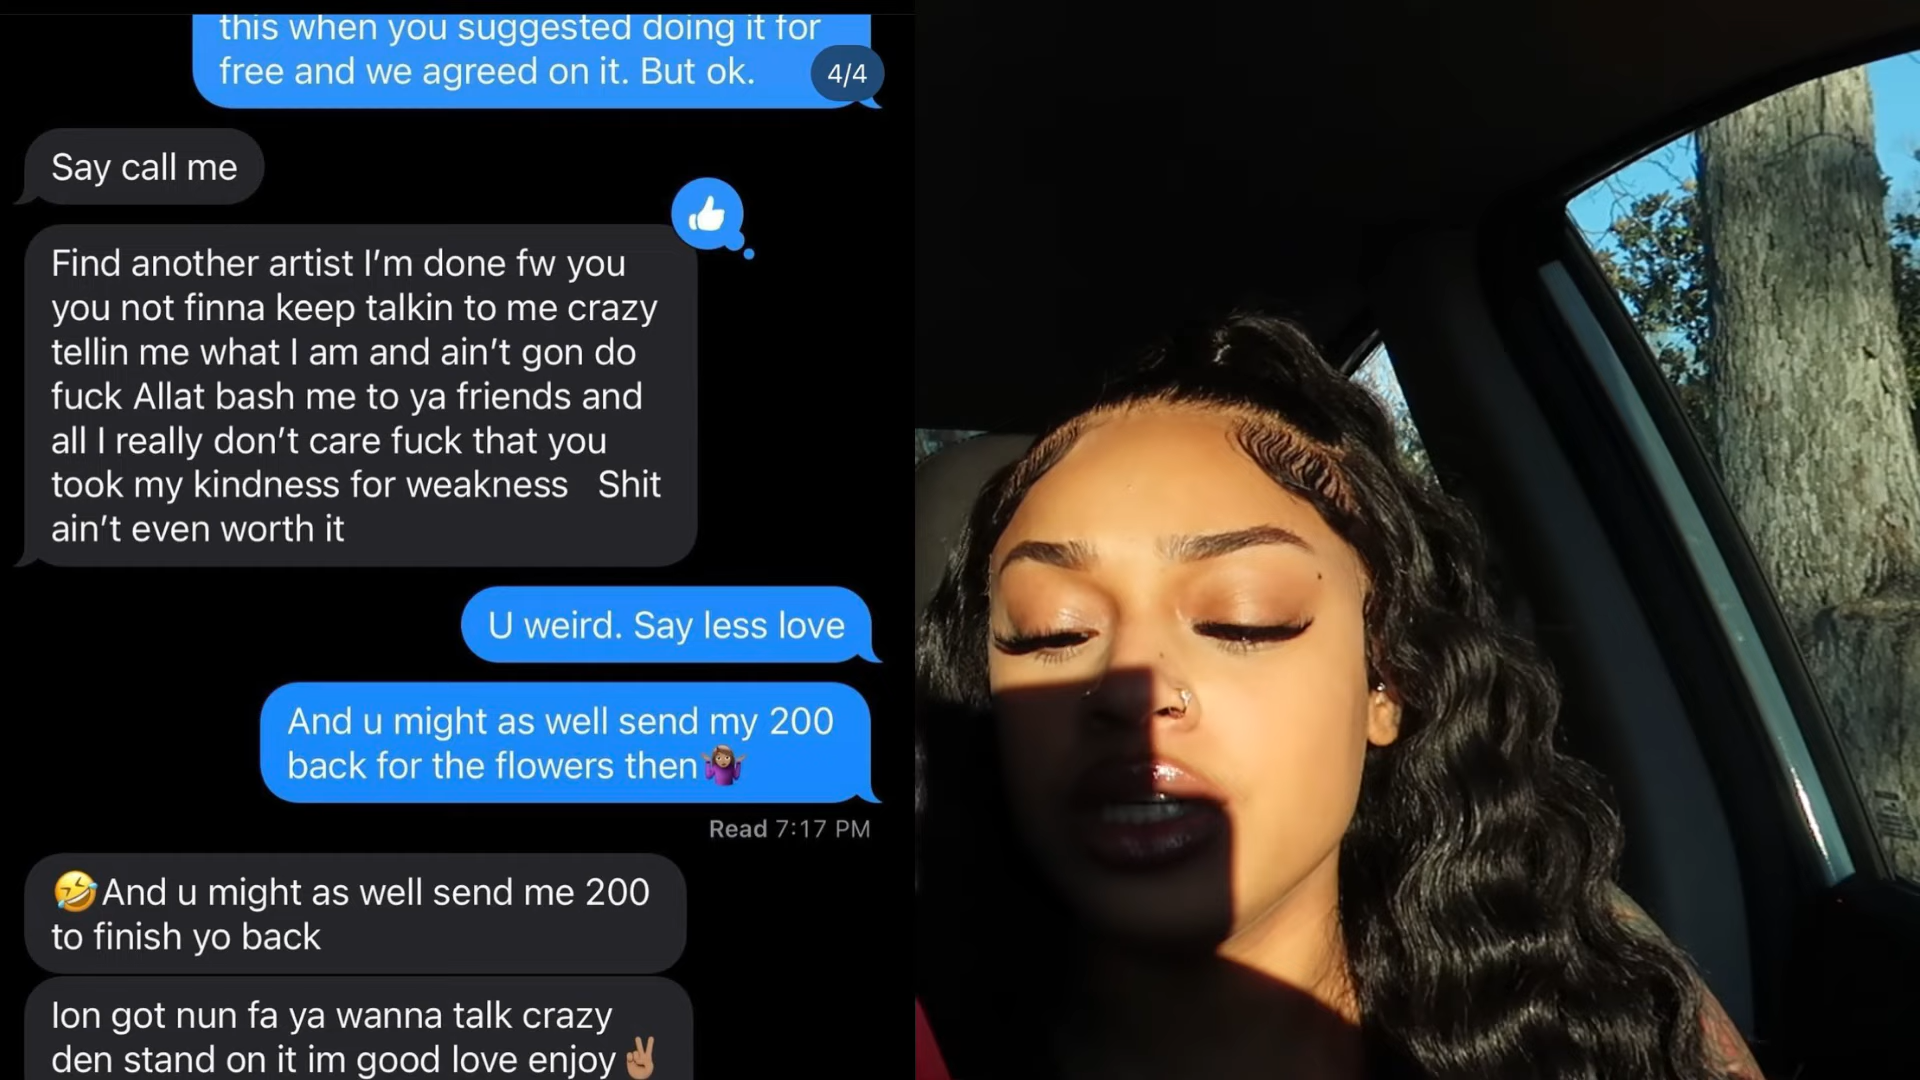 this when you suggested doing it for
free and we agreed on it. But ok.
4/4
Say call me
Find another artist I’m done fw you
you not finna keep talkin to me crazy
tellin me what I am and ain’t gon do
fuck Allat bash me to ya friends and
all I really don’t care fuck that you
took my kindness for weakness   Shit
ain’t even worth it
U weird. Say less love
And u might as well send my 200
back for the flowers then🤷🏽‍♀️
Read 7:17 PM
🤣And u might as well send me 200
to finish yo back
Ion got nun fa ya wanna talk crazy
den stand on it im good love enjoy✌🏽